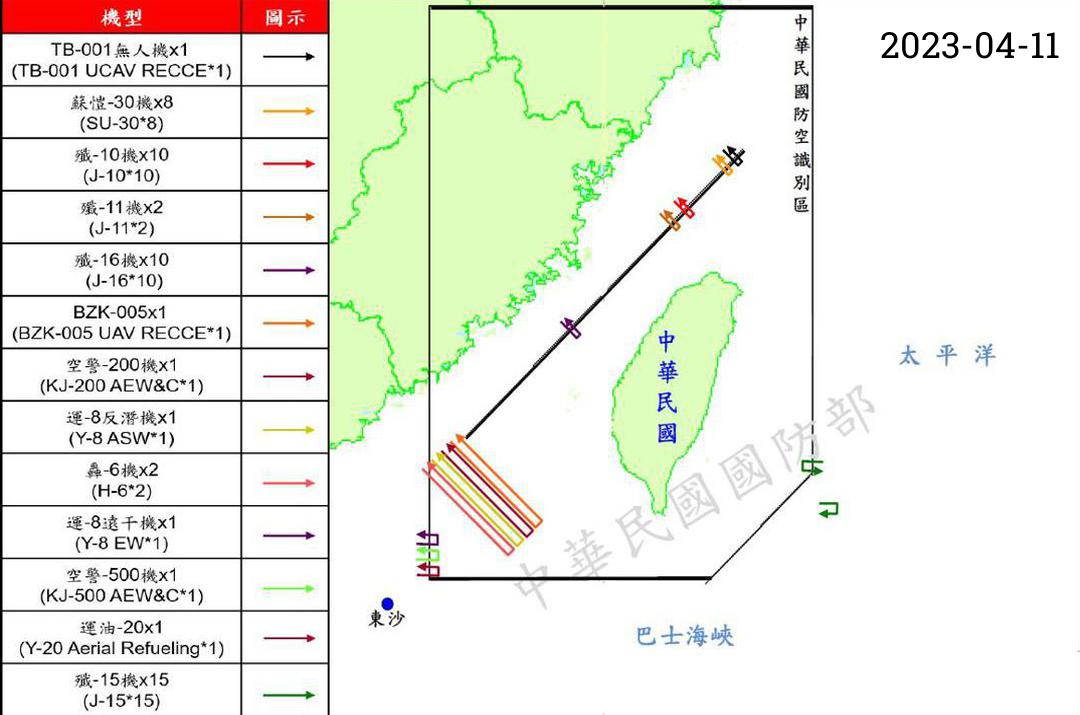 機型 圖示
TB-001無人機x1
(TB-001 UCAV RECCE*1)
蘇愷-30機x8
(SU-30*8)
殲-10機x10
(J-10*10)
殲-11機x2
(J-11*2)
殲-16機x10
(J-16*10)
BZK-005x1
(BZK-005 UAV RECCE*1)
空警-200機x1
(KJ-200 AEW&C*1)
運-8反潛機x1
(Y-8 ASW*1)
轟-6機x2
(H-6*2)
運-8遠干機x1
(Y-8 EW*1)
空警-500機x1
(KJ-500 AEW&C*1)
運油-20x1
(Y-20 Aerial Refueling*1)
殲-15機x15
(J-15*15)
2023-04-11
中華民國防空識別區
中華民國
太平洋
中華民國國防部
東沙
巴士海峽